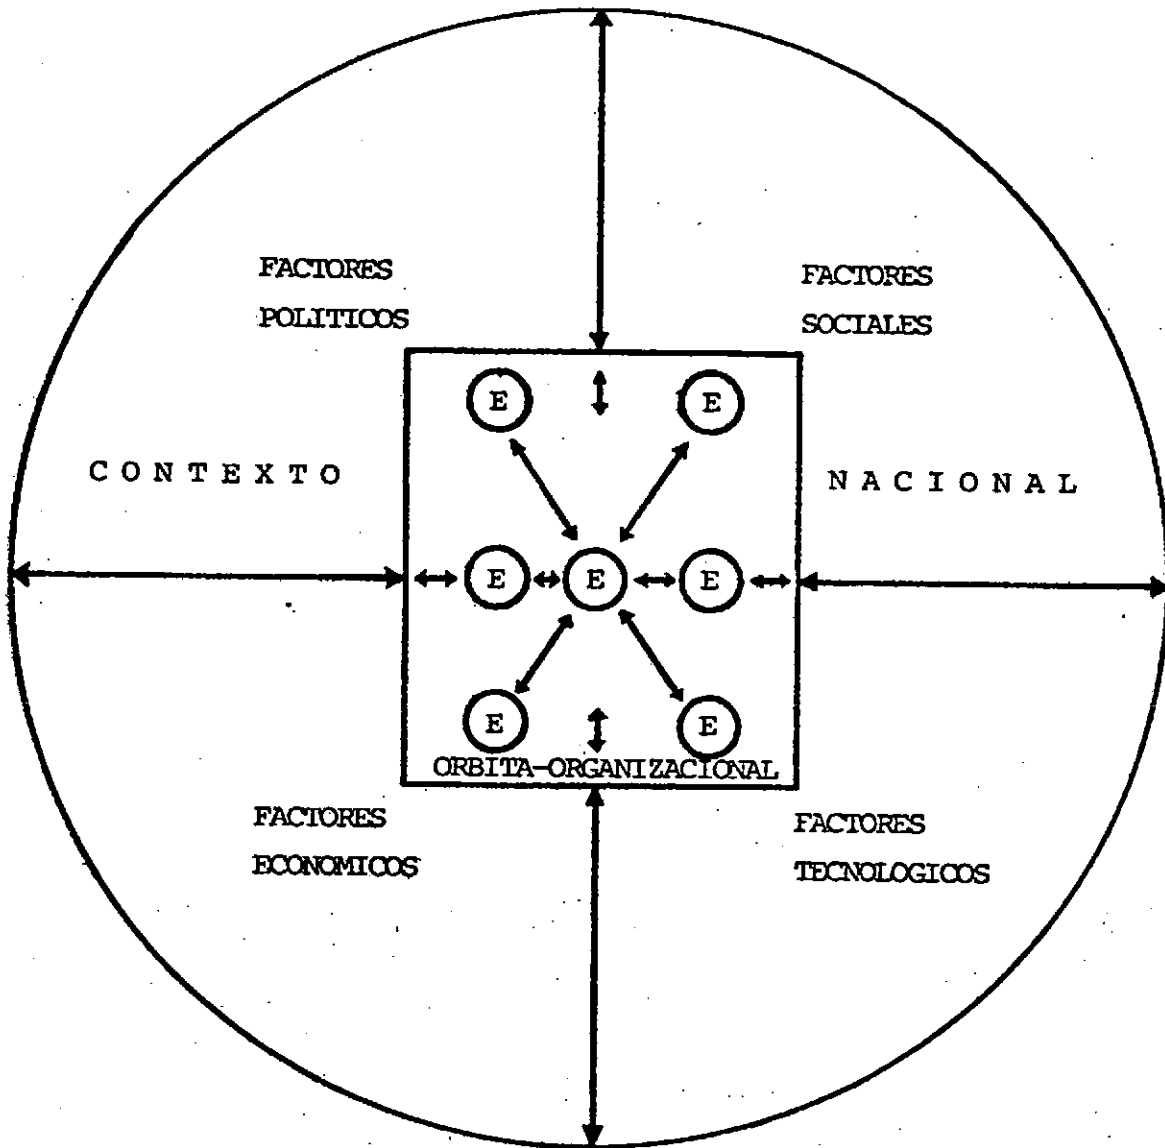 FACTORES
POLITICOS
FACTORES
SOCIALES
E
E
C O N T E X T O
N A C I O N A L
E
E
E
E
E
ORBITA-ORGANIZACIONAL
FACTORES
ECONOMICOS
FACTORES
TECNOLOGICOS